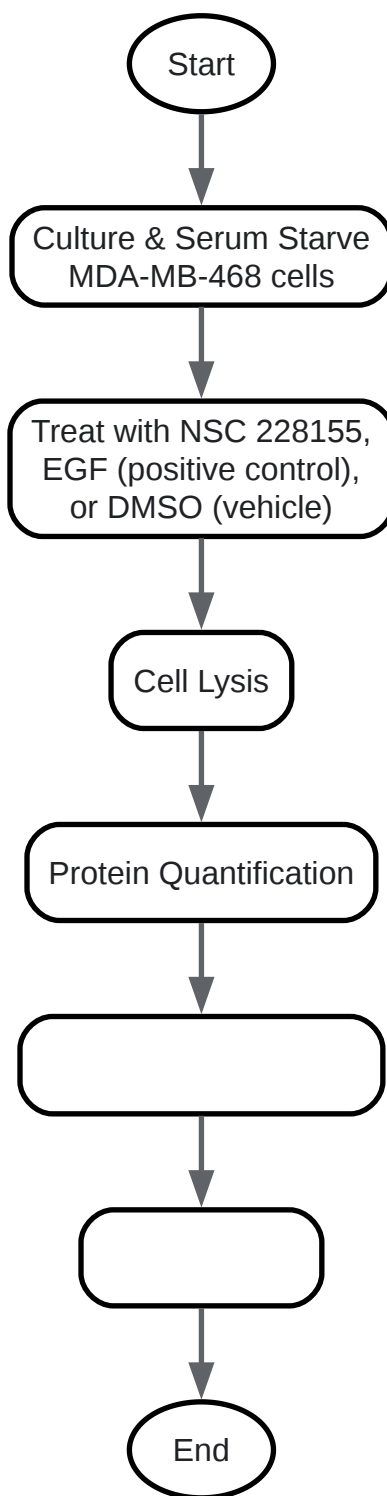 Start
Culture & Serum Starve
MDA-MB-468 cells
Treat with NSC 228155,
EGF (positive control),
or DMSO (vehicle)
Cell Lysis
Protein Quantification
End